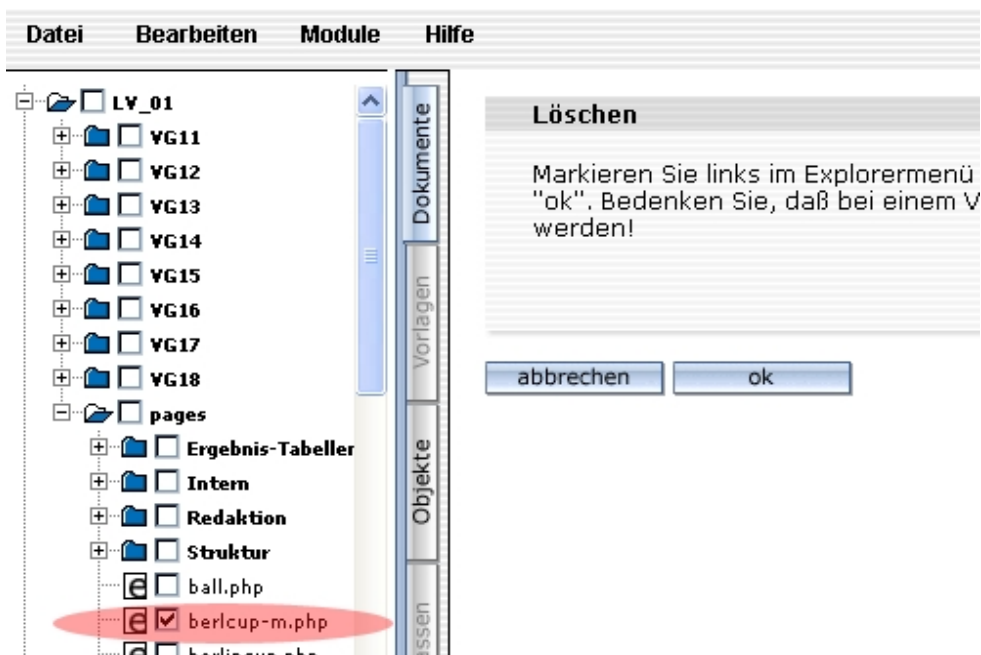 Datei Bearbeiten Module Hilfe
LV_01
VG11
VG12
VG13
VG14
VG15
VG16
VG17
VG18
pages
Ergebnis-Tabeller
Intern
Redaktion
Struktur
ball.php
berlcup-m.php
Dokumente
Vorlagen
Objekte
Löschen
Markieren Sie links im Explorermenü
"ok". Bedenken Sie, daß bei einem V
werden!
abbrechen ok